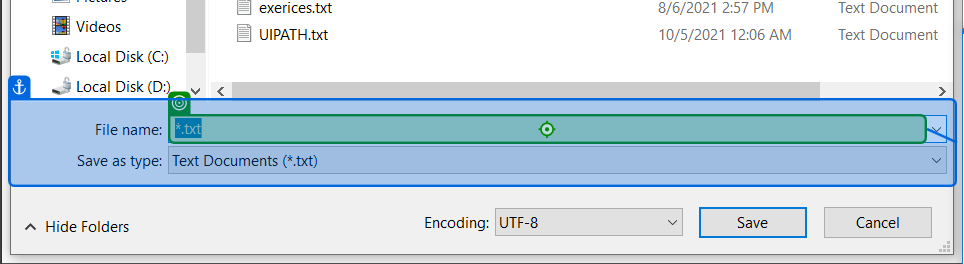 Pictures
exerices.txt 8/6/2021 2:57 PM Text Document
Videos
UIPATH.txt 10/5/2021 12:06 AM Text Document
Local Disk (C:)
Local Disk (D:)
File name: *.txt
Save as type: Text Documents (*.txt)
Hide Folders Encoding: UTF-8 Save Cancel